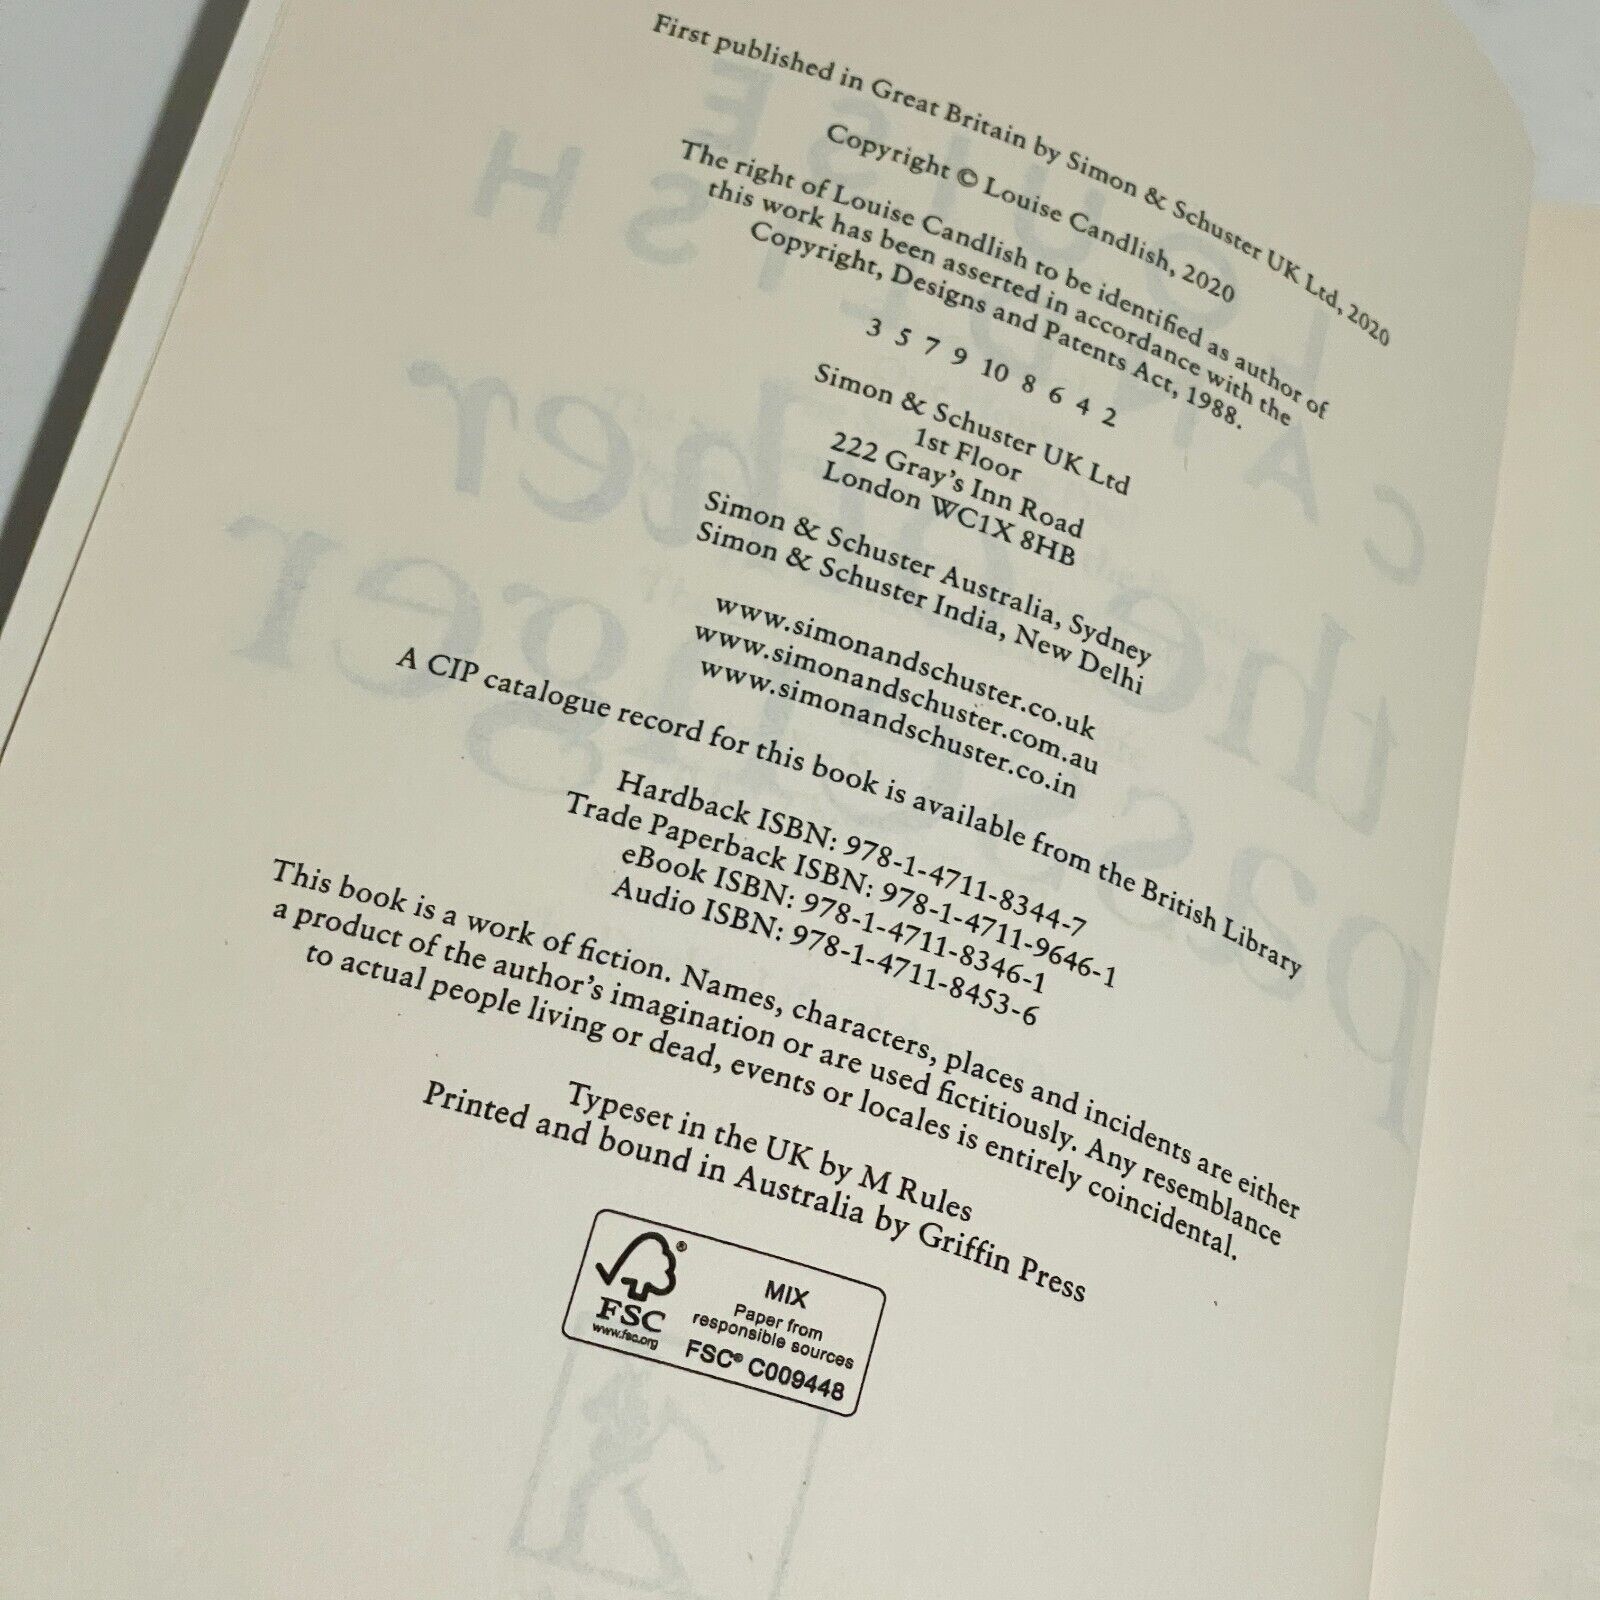 First published in Great Britain by Simon & Schuster UK Ltd, 2020
Copyright © Louise Candlish, 2020
The right of Louise Candlish to be identified as author of
this work has been asserted in accordance with the
Copyright, Designs and Patents Act, 1988.
3 5 7 9 10 8 6 4 2
Simon & Schuster UK Ltd
1st Floor
222 Gray's Inn Road
London WC1X 8HB
Simon & Schuster Australia, Sydney
Simon & Schuster India, New Delhi
www.simonandschuster.co.uk
www.simonandschuster.com.au
www.simonandschuster.co.in
A CIP catalogue record for this book is available from the British Library
Hardback ISBN: 978-1-4711-8344-7
Trade Paperback ISBN: 978-1-4711-9646-1
eBook ISBN: 978-1-4711-8346-1
Audio ISBN: 978-1-4711-8453-6
This book is a work of fiction. Names, characters, places and incidents are either
a product of the author's imagination or are used fictitiously. Any resemblance
to actual people living or dead, events or locales is entirely coincidental.
Typeset in the UK by M Rules
Printed and bound in Australia by Griffin Press
FSC
www.fsc.org
MIX
Paper from
responsible sources
FSC® C009448
LOUISE
CANDLISH
the other
passenger